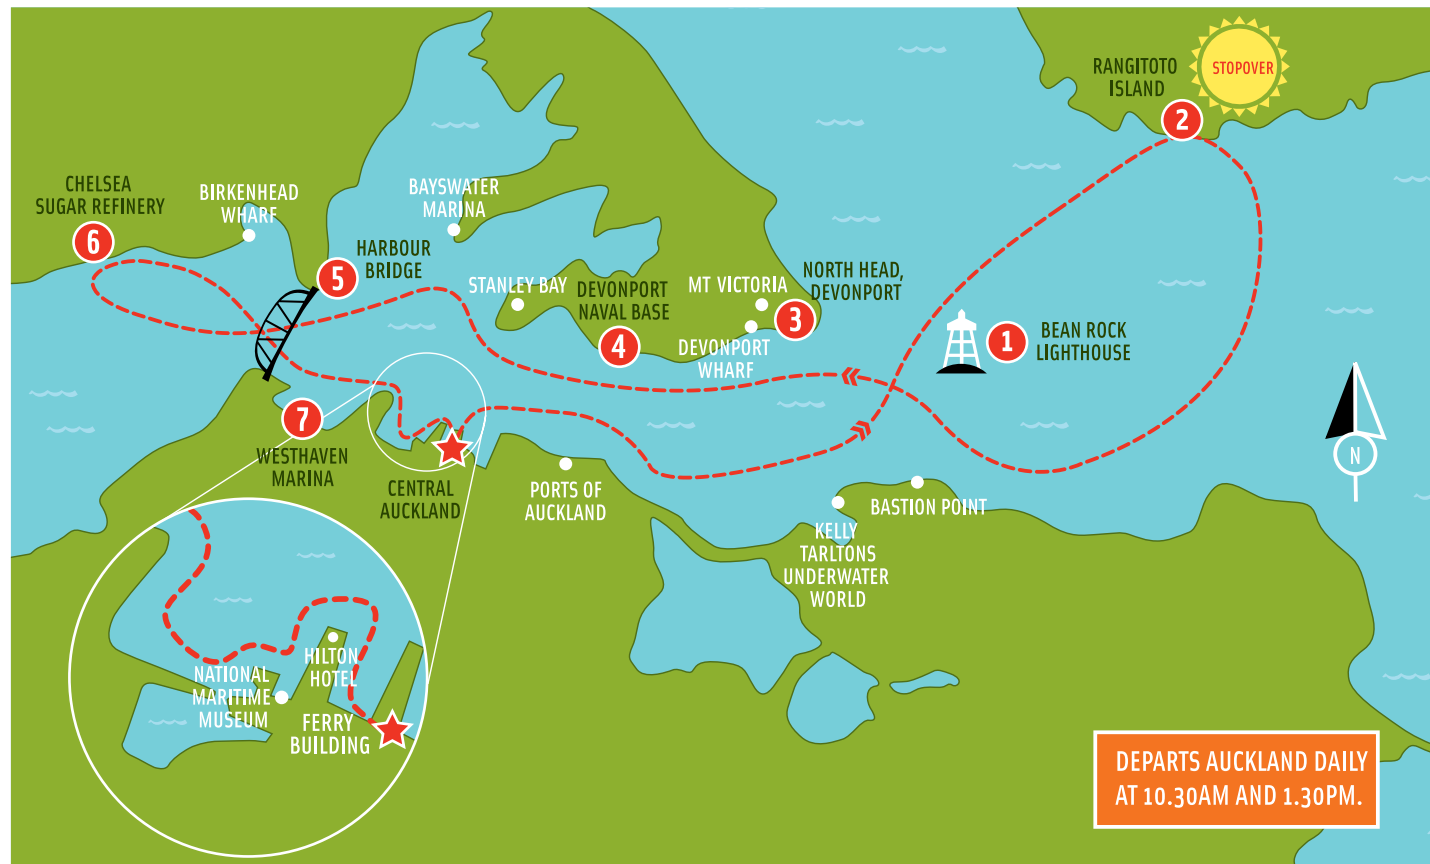 RANGITOTO
ISLAND
STOPOVER
2
CHELSEA
SUGAR REFINERY
6
BIRKENHEAD
WHARF
BAYSWATER
MARINA
5
HARBOUR
BRIDGE
STANLEY BAY
DEVONPORT
NAVAL BASE
4
MT VICTORIA
3
NORTH HEAD,
DEVONPORT
DEVONPORT
WHARF
1
BEAN ROCK
LIGHTHOUSE
7
WESTHAVEN
MARINA
CENTRAL
AUCKLAND
PORTS OF
AUCKLAND
BASTION POINT
KELLY
TARLTONS
UNDERWATER
WORLD
N
HILTON
HOTEL
NATIONAL
MARITIME
MUSEUM
FERRY
BUILDING
DEPARTS AUCKLAND DAILY
AT 10.30AM AND 1.30PM.